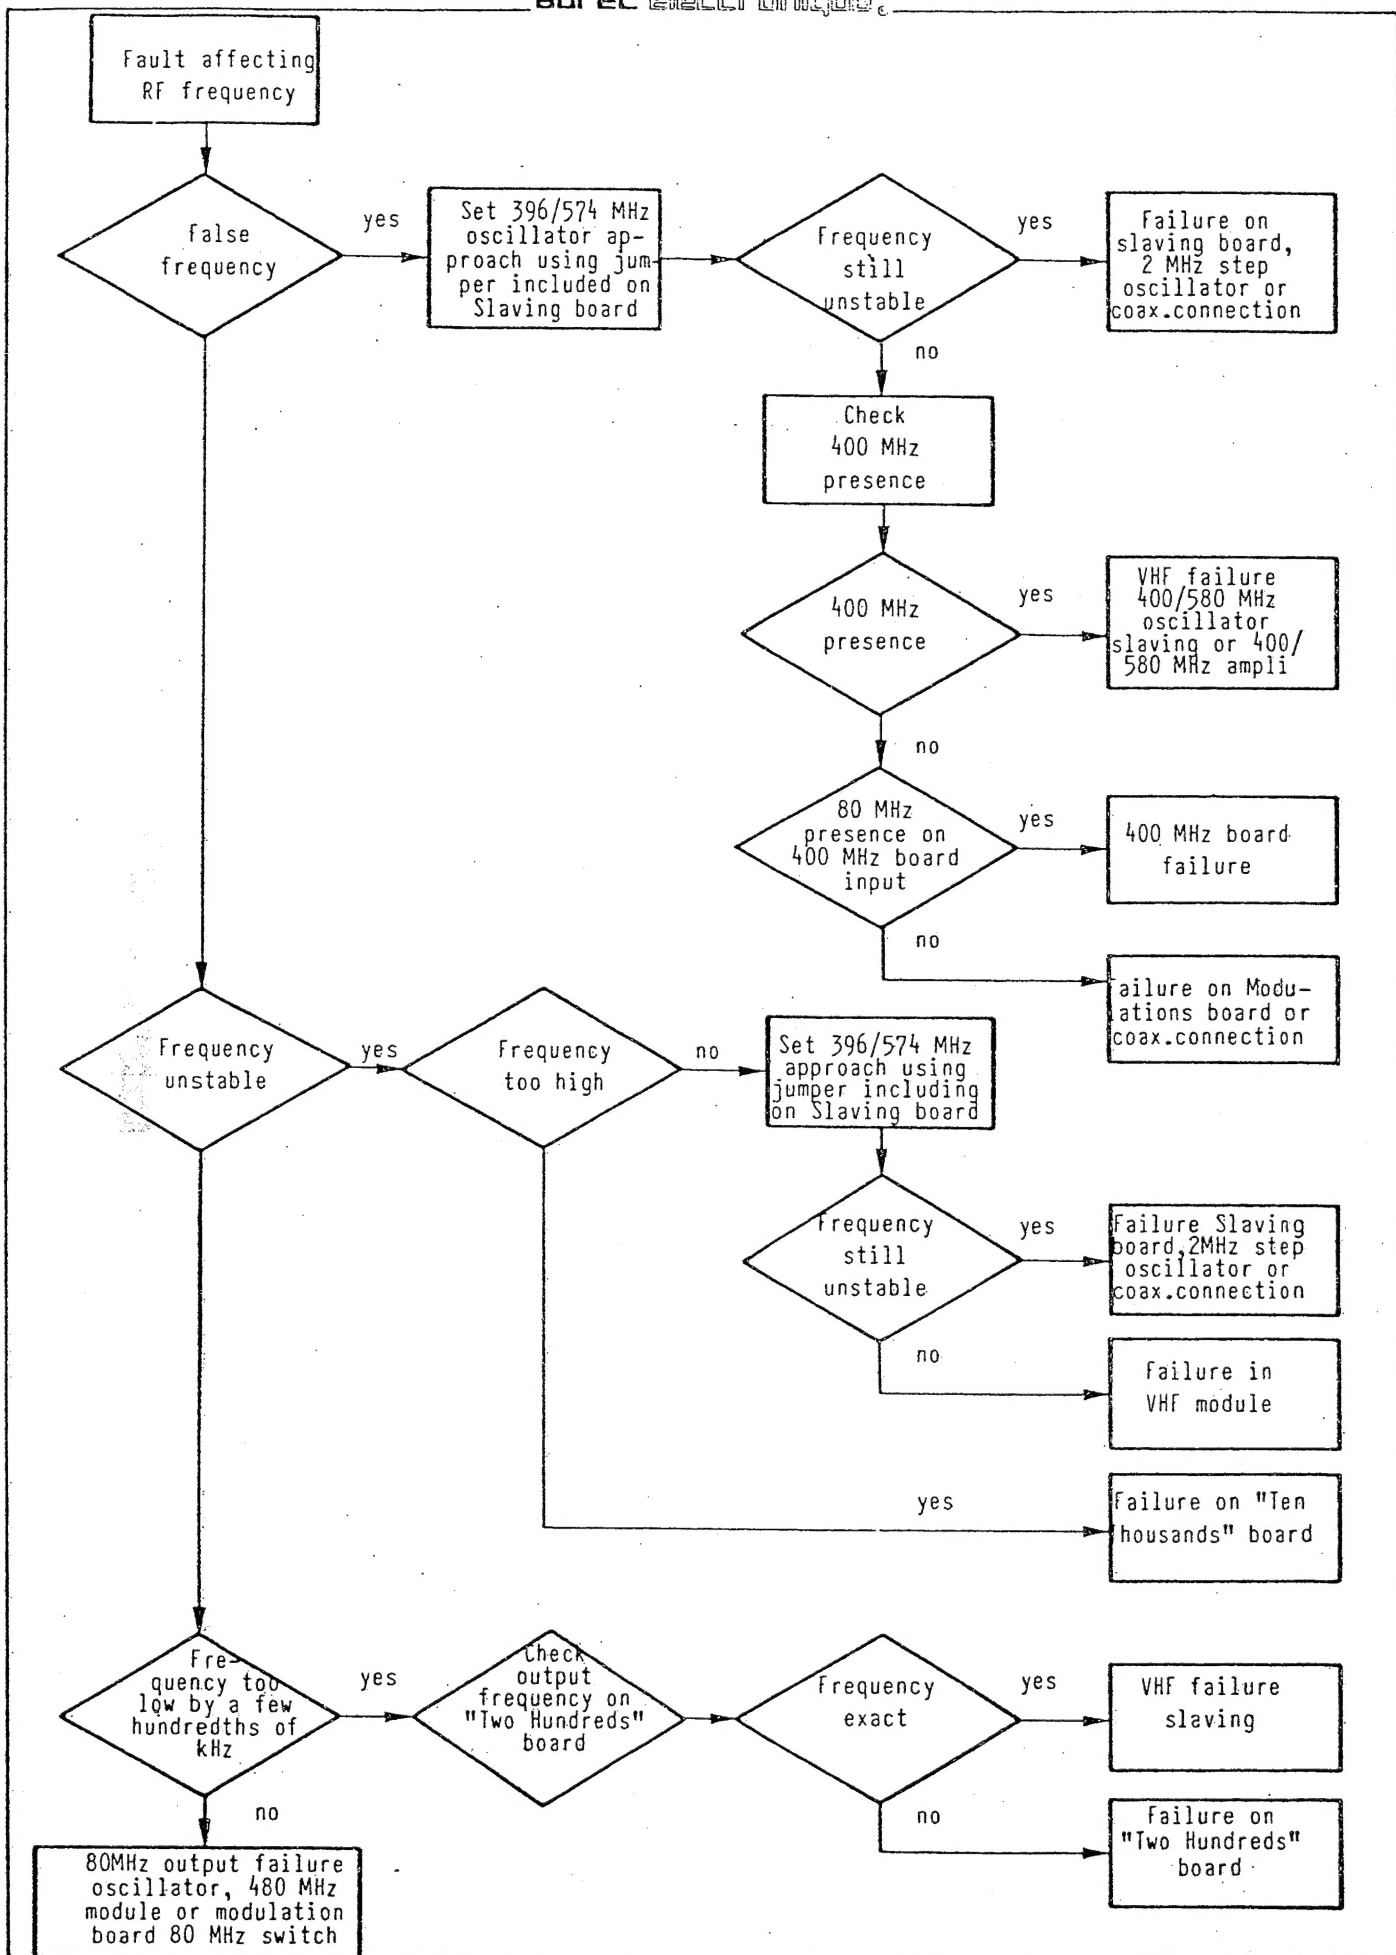 Fault affecting
RF frequency
False
frequency
yes
Set 396/574 MHz
oscillator ap-
proach using jum-
per included on
Slaving board
Frequency
still
unstable
yes
Failure on
slaving board,
2 MHz step
oscillator or
coax.connection
no
Check
400 MHz
presence
400 MHz
presence
yes
VHF failure
400/580 MHz
oscillator
slaving or 400/
580 MHz ampli
no
80 MHz
presence on
400 MHz board
input
yes
400 MHz board
failure
no
ailure on Modu-
lations board or
coax.connection
Frequency
unstable
yes
Frequency
too high
no
Set 396/574 MHz
approach using
jumper including
on Slaving board
Frequency
still
unstable
yes
Failure Slaving
board,2MHz step
oscillator or
coax.connection
no
Failure in
VHF module
yes
Failure on "Ten
housands" board
Fre-
quency too
low by a few
hundredths of
kHz
yes
Check
output
frequency on
"Two Hundreds"
board
Frequency
exact
yes
VHF failure
slaving
no
Failure on
"Two Hundreds"
board
no
80MHz output failure
oscillator, 480 MHz
module or modulation
board 80 MHz switch